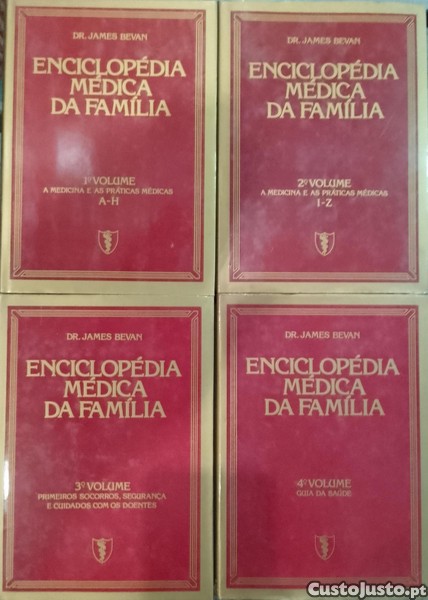 DR. JAMES BEVAN
ENCICLOPÉDIA
MÉDICA
DA FAMÍLIA
1º VOLUME
A MEDICINA E AS PRÁTICAS MÉDICAS
A-H
DR. JAMES BEVAN
ENCICLOPÉDIA
MÉDICA
DA FAMÍLIA
2º VOLUME
A MEDICINA E AS PRÁTICAS MÉDICAS
I-Z
DR. JAMES BEVAN
ENCICLOPÉDIA
MÉDICA
DA FAMÍLIA
3º VOLUME
PRIMEIROS SOCORROS, SEGURANÇA
E CUIDADOS COM OS DOENTES
DR. JAMES BEVAN
ENCICLOPÉDIA
MÉDICA
DA FAMÍLIA
4º VOLUME
GUIA DA SAÚDE
CustoJusto.pt